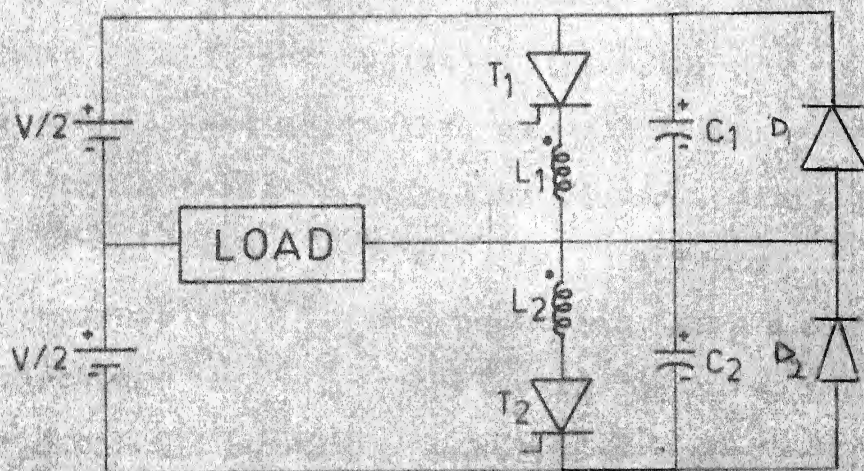 T1
V/2
+
-
L1
+
-
C1
D1
LOAD
L2
V/2
+
-
+
-
C2
D2
T2